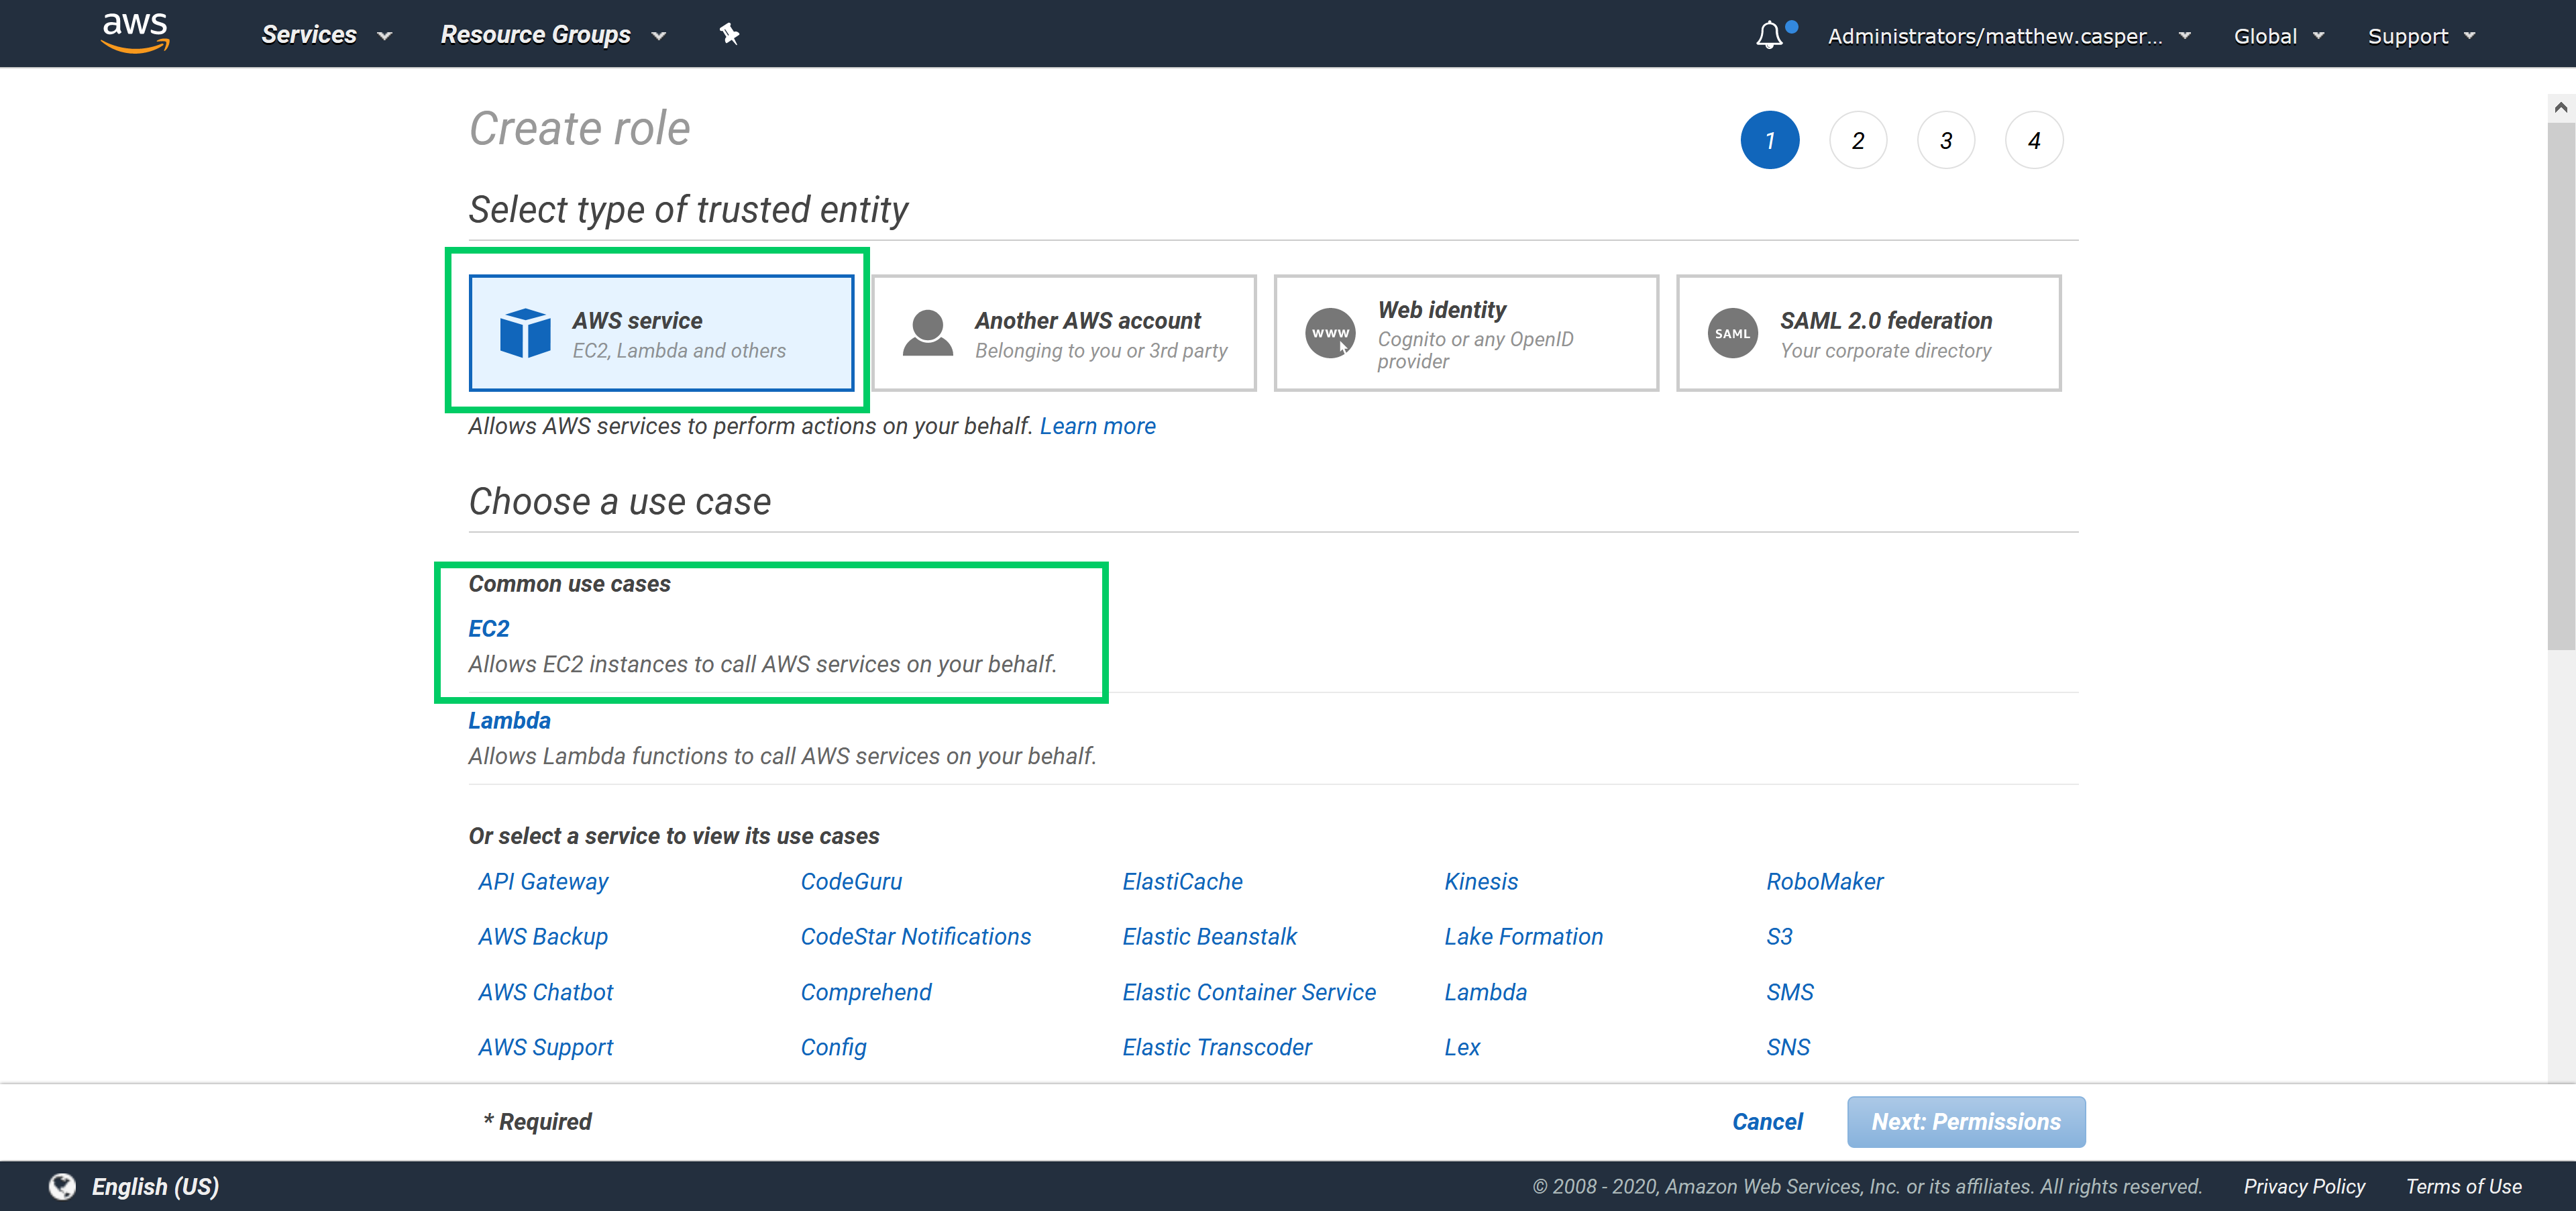 aws Services Resource Groups Administrators/matthew.casper... Global Support
Create role 1 2 3 4
Select type of trusted entity
AWS service
EC2, Lambda and others
Another AWS account
Belonging to you or 3rd party
WWW
Web identity
Cognito or any OpenID
provider
SAML
SAML 2.0 federation
Your corporate directory
Allows AWS services to perform actions on your behalf. Learn more
Choose a use case
Common use cases
EC2
Allows EC2 instances to call AWS services on your behalf.
Lambda
Allows Lambda functions to call AWS services on your behalf.
Or select a service to view its use cases
API Gateway CodeGuru ElastiCache Kinesis RoboMaker
AWS Backup CodeStar Notifications Elastic Beanstalk Lake Formation S3
AWS Chatbot Comprehend Elastic Container Service Lambda SMS
AWS Support Config Elastic Transcoder Lex SNS
* Required Cancel Next: Permissions
English (US) © 2008 - 2020, Amazon Web Services, Inc. or its affiliates. All rights reserved. Privacy Policy Terms of Use